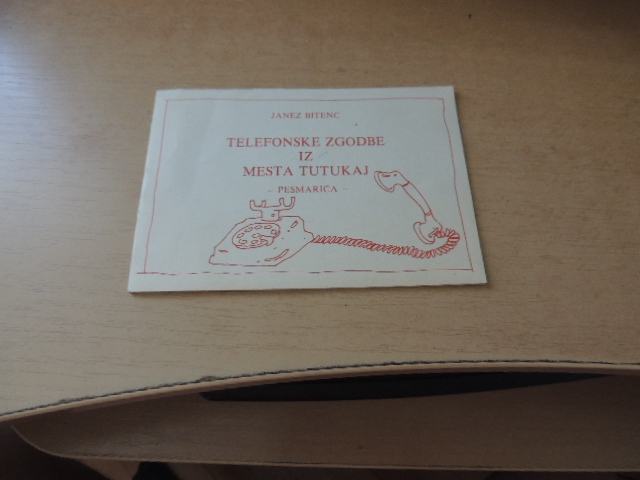 JANEZ BITENC
TELEFONSKE ZGODBE
IZ
MESTA TUTUKAJ
– PESMARICA –